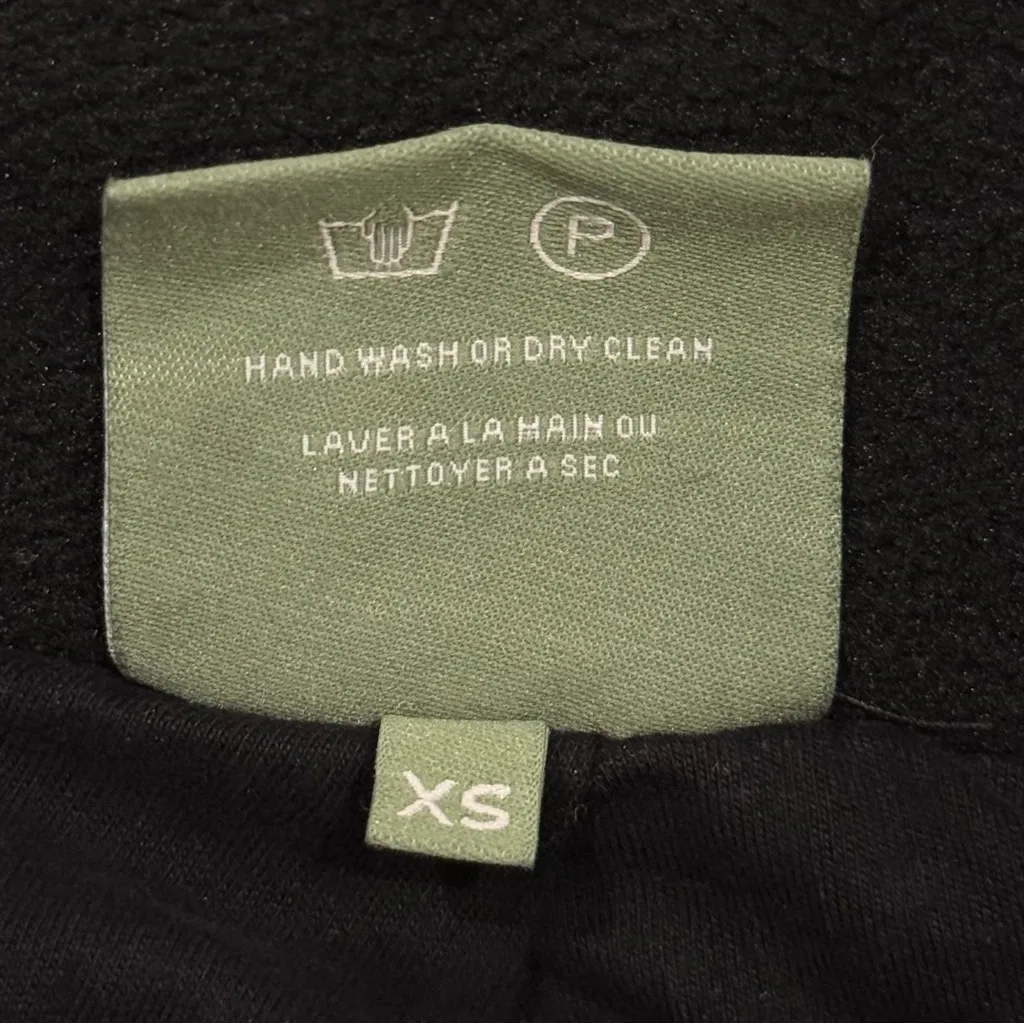 P
HAND WASH OR DRY CLEAN
LAVER A LA MAIN OU
NETTOYER A SEC
XS